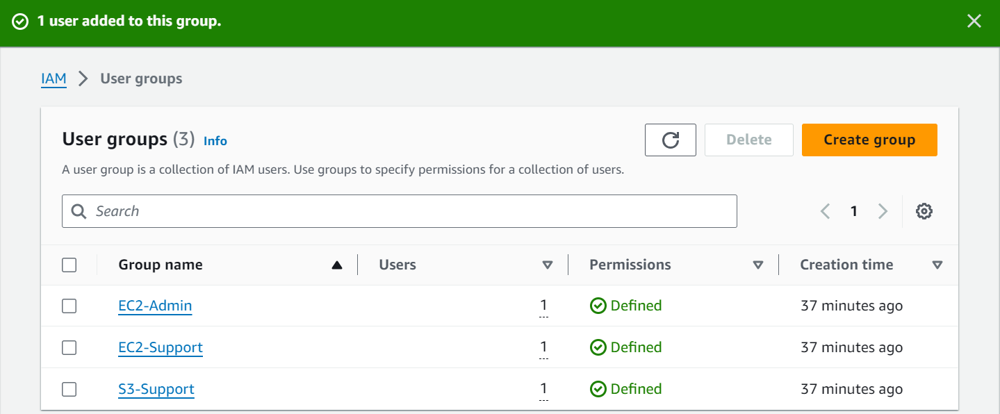 1 user added to this group.
IAM User groups
User groups (3) Info
Delete
Create group
A user group is a collection of IAM users. Use groups to specify permissions for a collection of users.
Search
1
Group name Users Permissions Creation time
EC2-Admin 1 Defined 37 minutes ago
EC2-Support 1 Defined 37 minutes ago
S3-Support 1 Defined 37 minutes ago